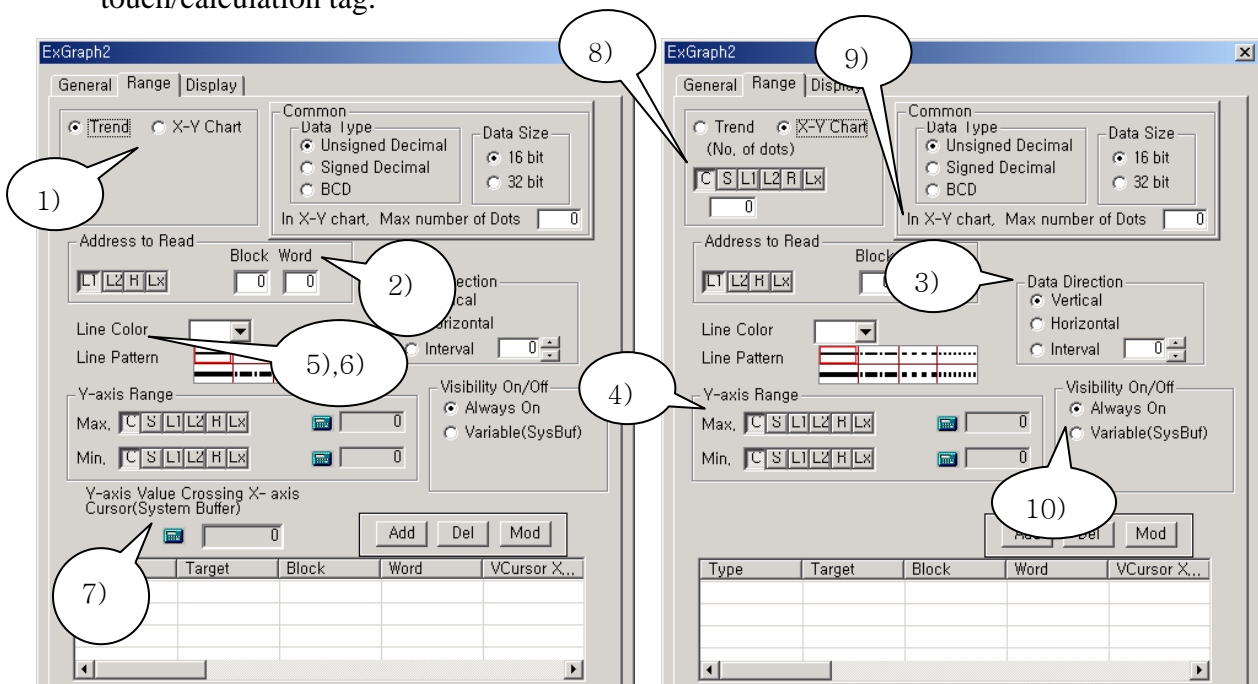 touch/calculation tag.
ExGraph2
General Range Display
Trend X-Y Chart
Common
Data Type
Unsigned Decimal
Signed Decimal
BCD
Data Size
16 bit
32 bit
In X-Y chart, Max number of Dots 0
1)
Address to Read
Block Word
L1 L2 R Lx 0 0
2)
Line Color
Line Pattern
5),6)
Interval 0
Y-axis Range
Max, C S L1 L2 R Lx 0
Min, C S L1 L2 R Lx 0
Visibility On/Off
Always On
Variable(SysBuf)
Y-axis Value Crossing X- axis
Cursor(System Buffer)
0
7)
Add Del Mod
Target Block Word VCursor X,,,
8)
ExGraph2
9)
General Range
Trend X-Y Chart
(No, of dots)
C S L1 L2 R Lx
0
Common
Data Type
Unsigned Decimal
Signed Decimal
BCD
Data Size
16 bit
32 bit
In X-Y chart, Max number of Dots 0
Address to Read
L1 L2 R Lx
3)
Data Direction
Vertical
Horizontal
Interval 0
Line Color
Line Pattern
4)
Y-axis Range
Max, C S L1 L2 R Lx 0
Min, C S L1 L2 R Lx 0
Visibility On/Off
Always On
Variable(SysBuf)
10)
Mod
Type Target Block Word VCursor X,,,